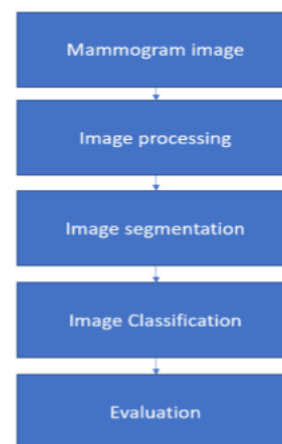 Mammogram image
Image processing
Image segmentation
Image Classification
Evaluation